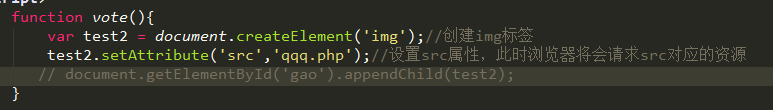 function vote(){
var test2 = document.createElement('img');//创建img标签
test2.setAttribute('src','qqq.php');//设置src属性，此时浏览器将会请求src对应的资源
// document.getElementById('gao').appendChild(test2);
}